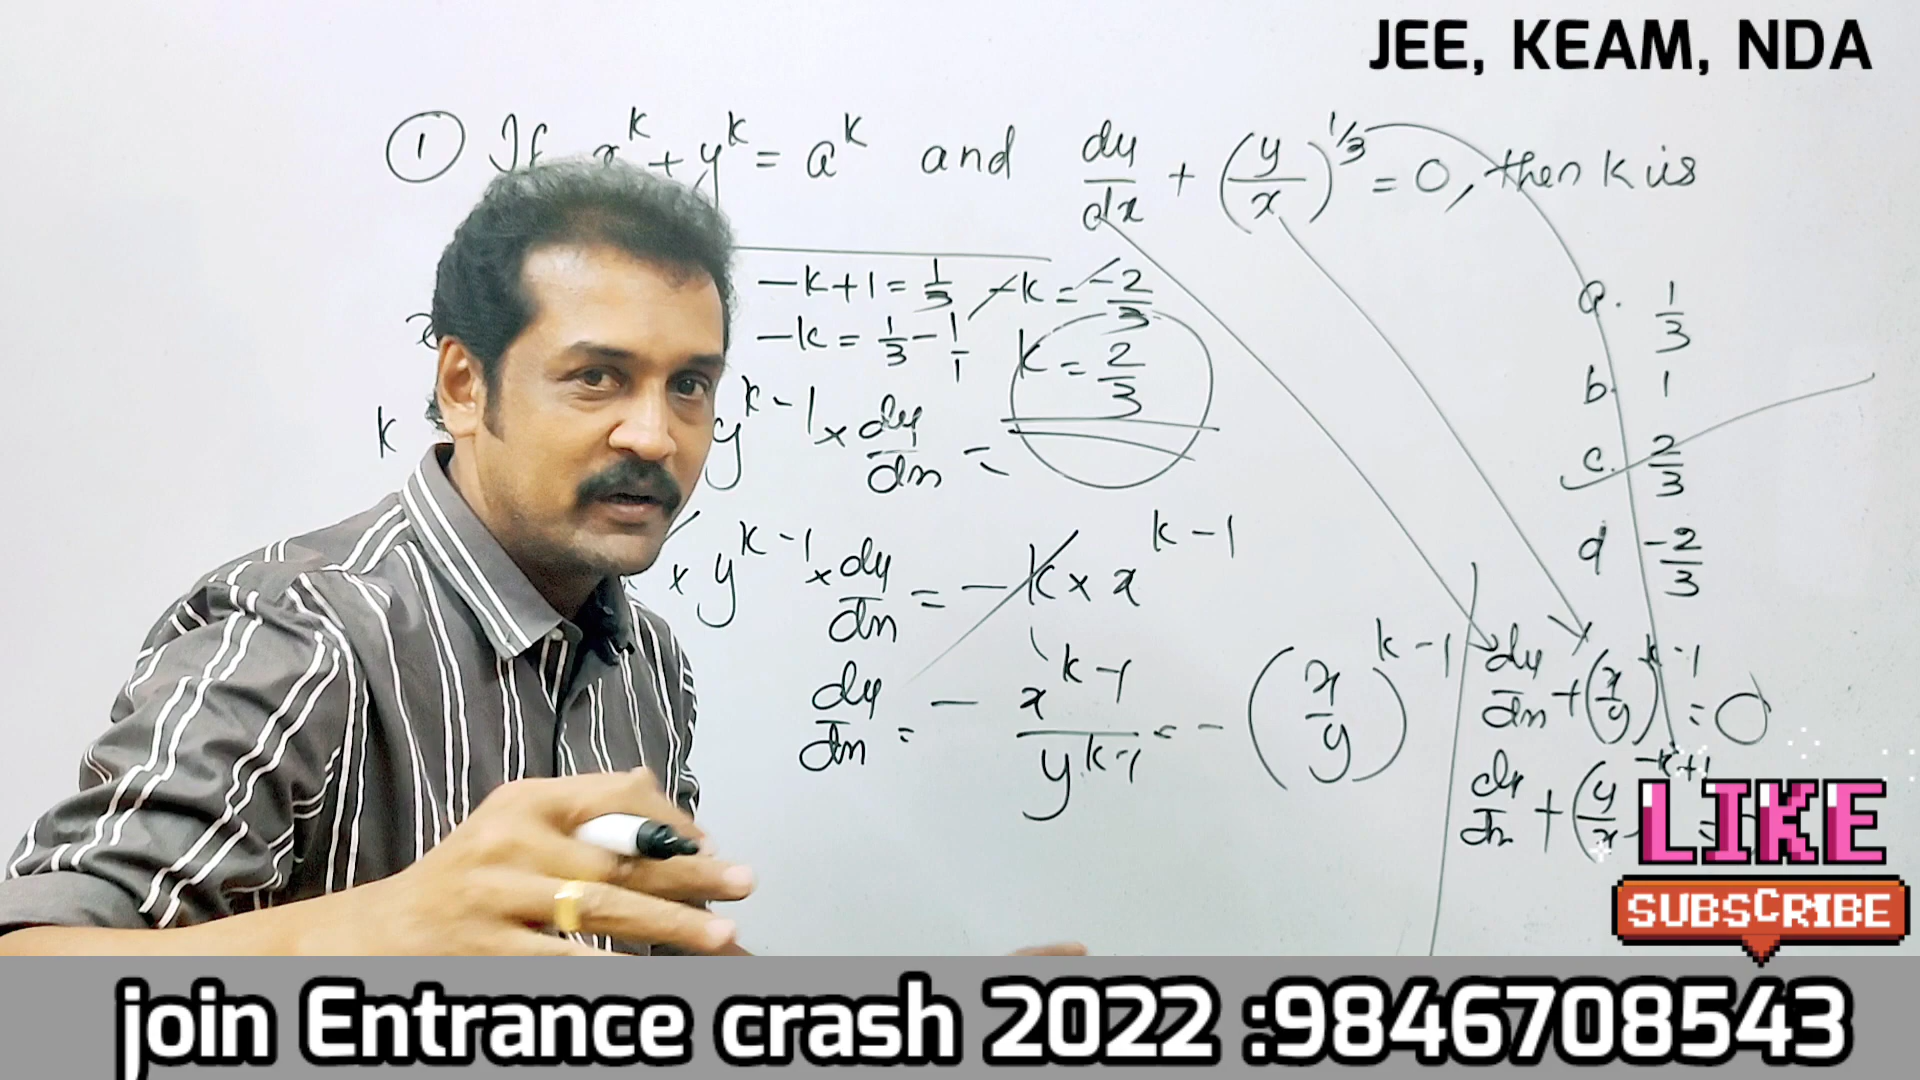 JEE, KEAM, NDA
① If x^k + y^k = a^k and dy/dx + (y/x)^1/3 = 0, then k is
-k+1 = 1/3 -k = -2/3
-k = 1/3 - 1/1 k = 2/3
a. 1/3
b. 1
c. 2/3
d -2/3
k y^k-1 × dy/dx =
× y^k-1 × dy/dx = - k × x^k-1
dy/dx = - x^k-1/y^k-1 = - (x/y)^k-1
dy/dx + (x/y)^k-1 = 0
dy/dx + (y/x)^-k+1 =
LIKE
SUBSCRIBE
join Entrance crash 2022 :9846708543